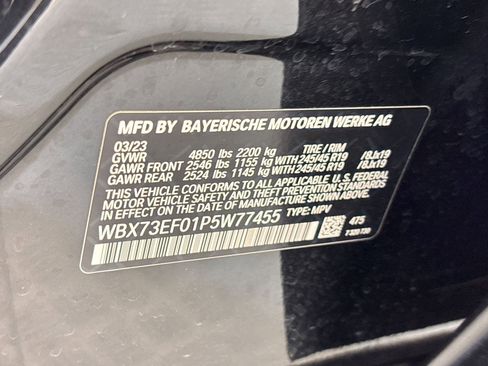 MFD BY BAYERISCHE MOTOREN WERKE AG
03/23 TIRE / RIM
GVWR 4850 lbs 2200 kg
GAWR FRONT 2546 lbs 1155 kg WITH 245/45 R19 /8Jx19
GAWR REAR 2524 lbs 1145 kg WITH 245/45 R19 /8Jx19
THIS VEHICLE CONFORMS TO ALL APPLICABLE U.S. FEDERAL
MOTOR VEHICLE SAFETY AND THEFT PREVENTION STANDARDS
IN EFFECT ON THE DATE OF MANUFACTURE SHOWN ABOVE.
WBX73EF01P5W77455 TYPE: MPV
475